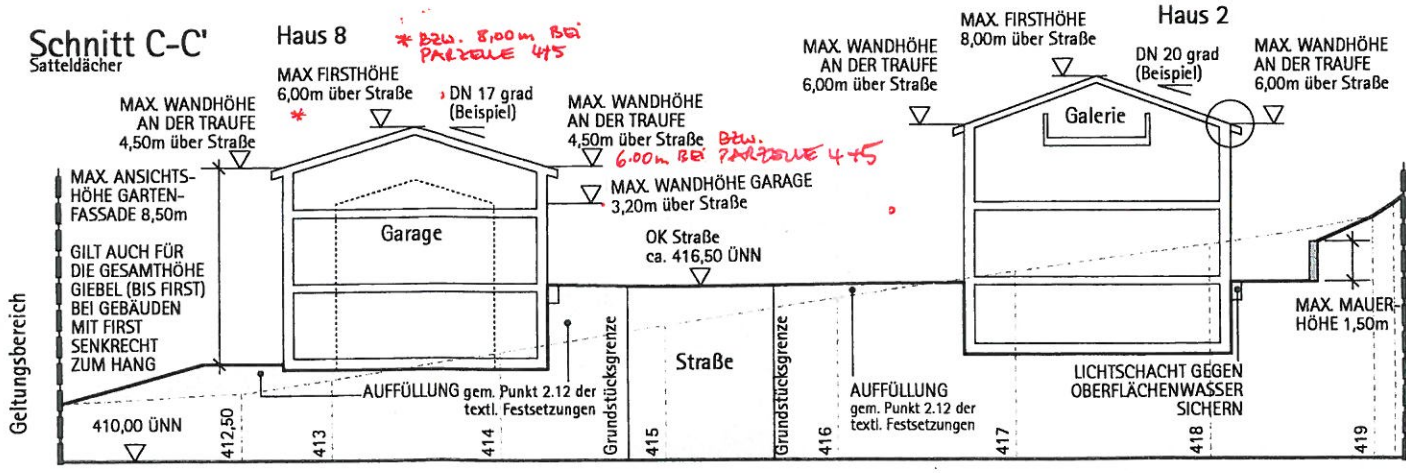 Schnitt C-C'
Satteldächer
Haus 8
* BZW. 8,00m BEI
PARZELLE 4+5
MAX FIRSTHÖHE
6,00m über Straße
*
DN 17 grad
(Beispiel)
MAX. WANDHÖHE
AN DER TRAUFE
4,50m über Straße
MAX. WANDHÖHE
AN DER TRAUFE
4,50m über Straße BZW.
6.00m BEI PARZELLE 4+5
MAX. WANDHÖHE GARAGE
3,20m über Straße
MAX. ANSICHTS-
HÖHE GARTEN-
FASSADE 8,50m
GILT AUCH FÜR
DIE GESAMTHÖHE
GIEBEL (BIS FIRST)
BEI GEBÄUDEN
MIT FIRST
SENKRECHT
ZUM HANG
Garage
OK Straße
ca. 416,50 ÜNN
Haus 2
MAX. FIRSTHÖHE
8,00m über Straße
MAX. WANDHÖHE
AN DER TRAUFE
6,00m über Straße
DN 20 grad
(Beispiel)
MAX. WANDHÖHE
AN DER TRAUFE
6,00m über Straße
Galerie
MAX. MAUER-
HÖHE 1,50m
Geltungsbereich
AUFFÜLLUNG gem. Punkt 2.12 der
textl. Festsetzungen
Grundstücksgrenze
Straße
Grundstücksgrenze
AUFFÜLLUNG
gem. Punkt 2.12 der
textl. Festsetzungen
LICHTSCHACHT GEGEN
OBERFLÄCHENWASSER
SICHERN
410,00 ÜNN
412,50
413
414
415
416
417
418
419